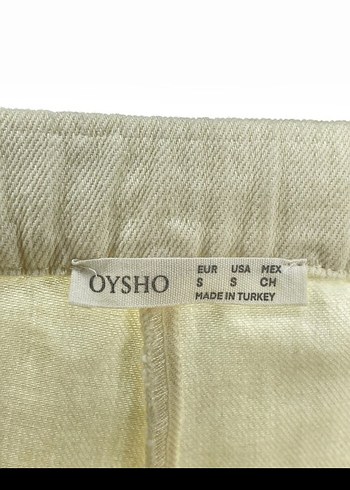 OYSHO
EUR USA MEX
S S CH
MADE IN TURKEY